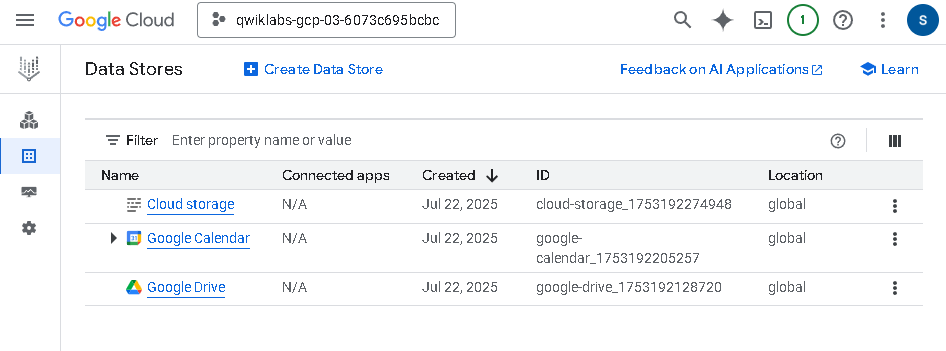 Google Cloud qwiklabs-gcp-03-6073c695bcbc 1 S
Data Stores Create Data Store Feedback on AI Applications Learn
Filter Enter property name or value
Name Connected apps Created ID Location
Cloud storage N/A Jul 22, 2025 cloud-storage_1753192274948 global
Google Calendar N/A Jul 22, 2025 google-calendar_1753192205257 global
Google Drive N/A Jul 22, 2025 google-drive_1753192128720 global